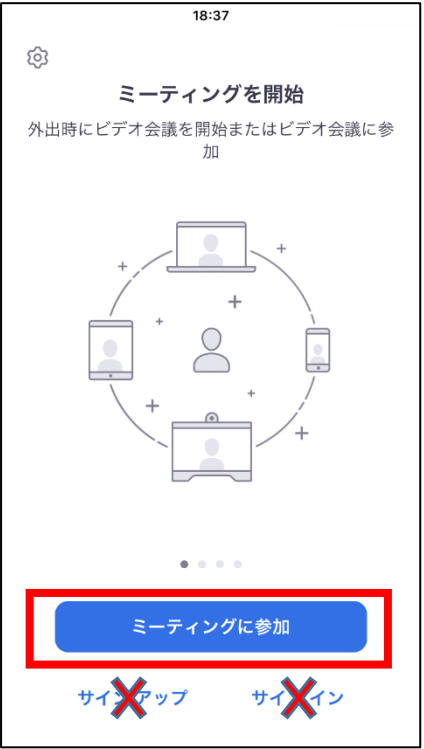 18:37
ミーティングを開始
外出時にビデオ会議を開始またはビデオ会議に参
加
ミーティングに参加
サインアップ サインイン